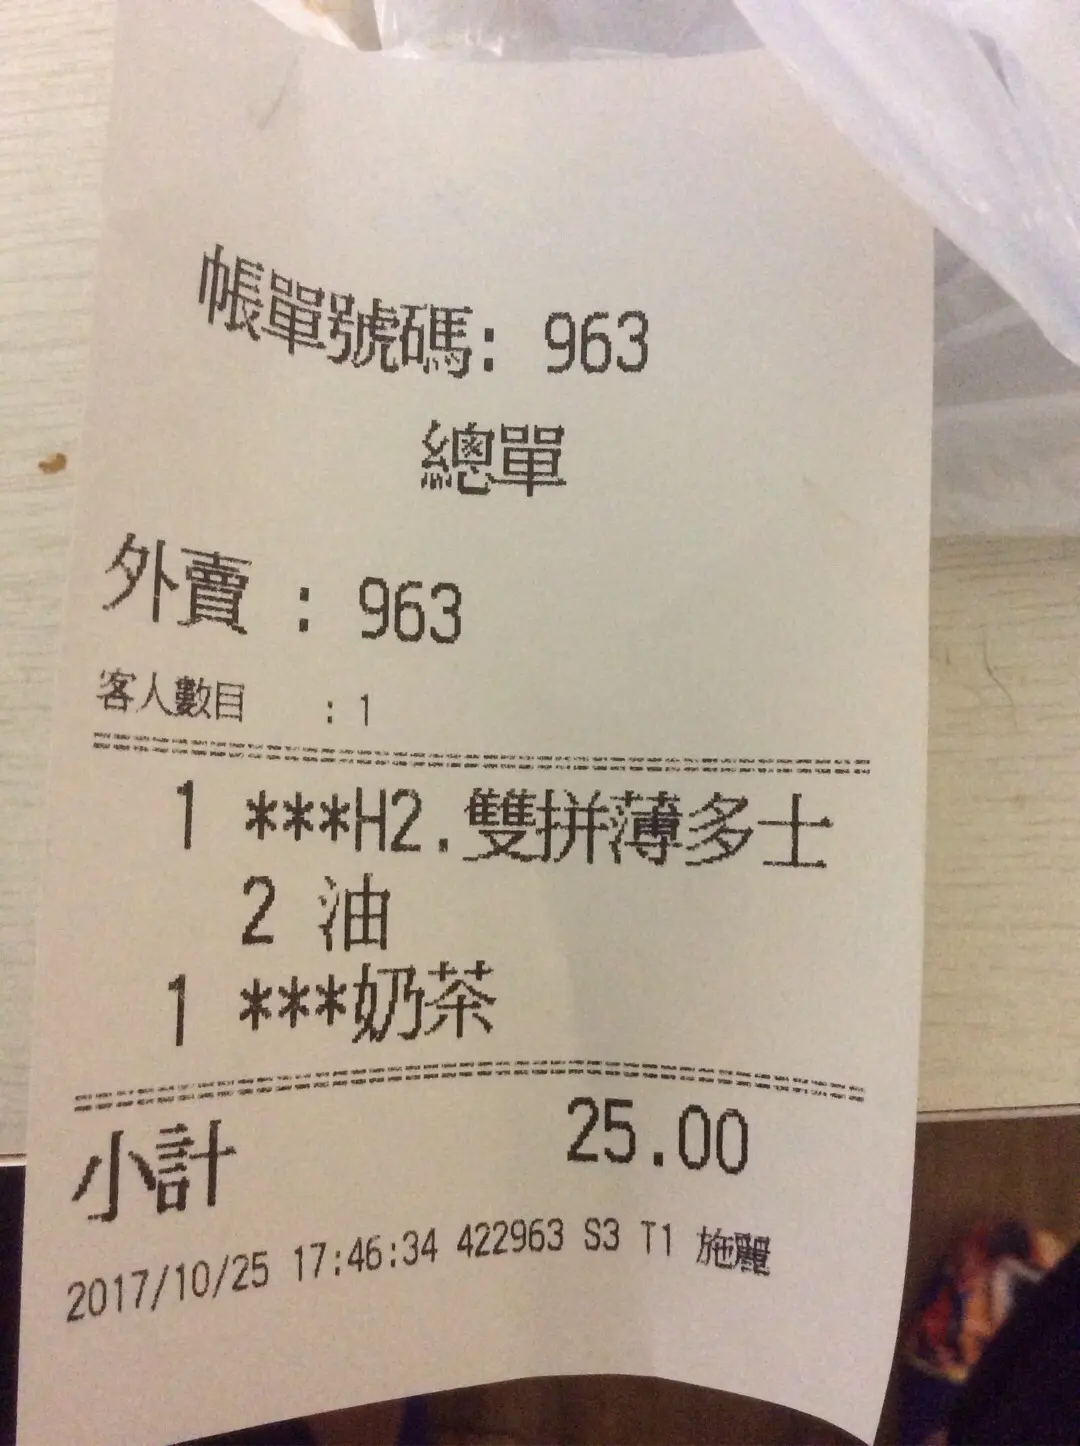 帳單號碼: 963
總單
外賣 : 963
客人數目 : 1
1 ***H2.雙拼薄多士
2 油
1 ***奶茶
小計 25.00
2017/10/25 17:46:34 422963 S3 T1 施麗